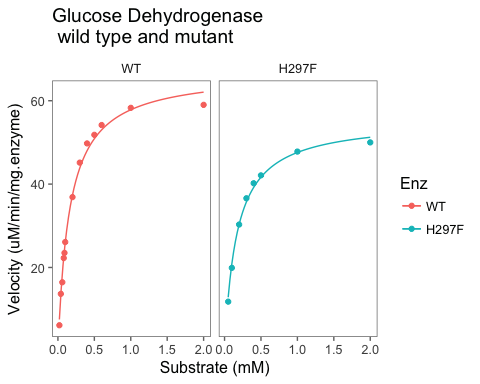 Glucose Dehydrogenase
wild type and mutant
WT
H297F
60
40
20
Velocity (uM/min/mg.enzyme)
0.0 0.5 1.0 1.5 2.0
0.0 0.5 1.0 1.5 2.0
Substrate (mM)
Enz
WT
H297F